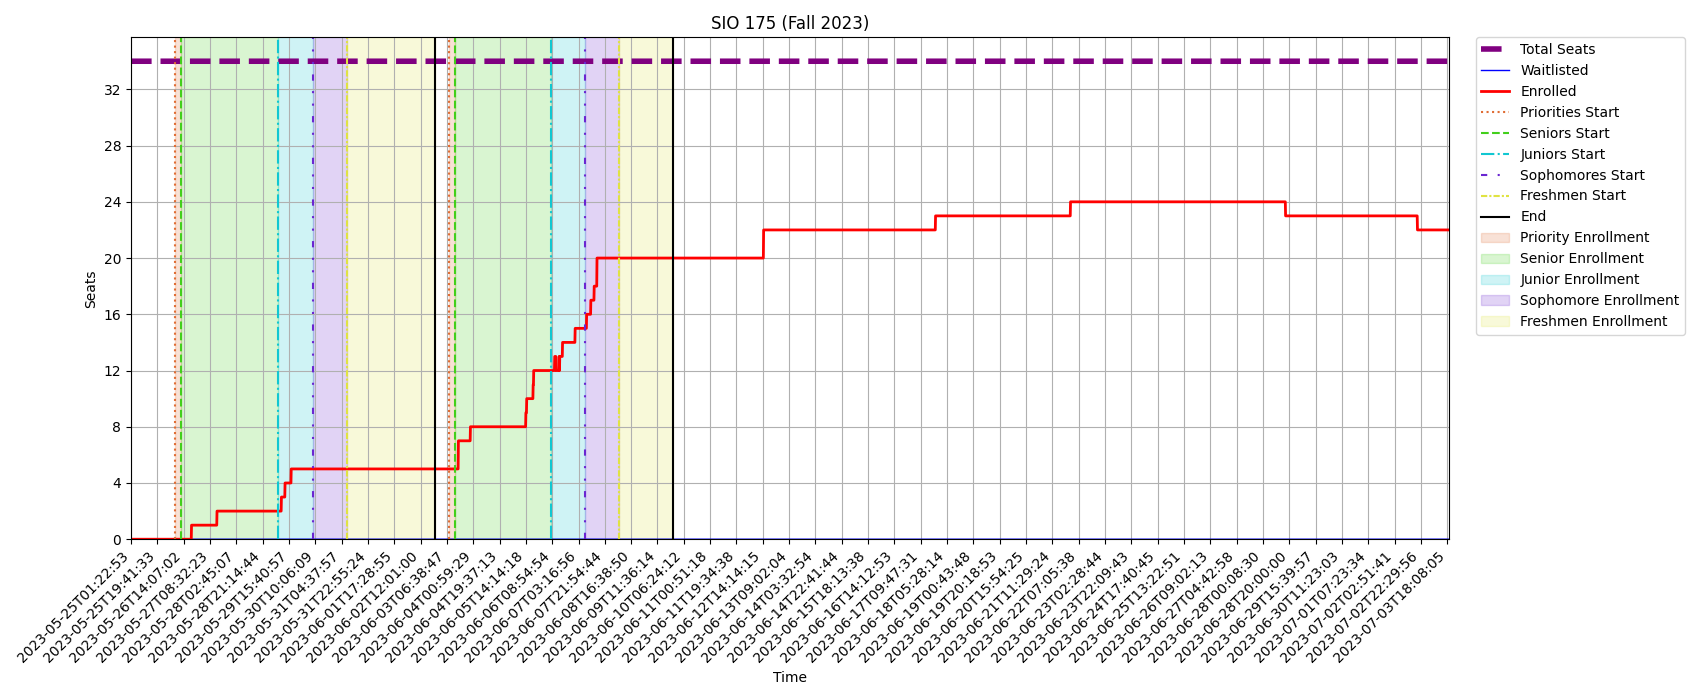 SIO 175 (Fall 2023)
Seats
32
28
24
20
16
12
8
4
0
2023-05-25T01:22:53
2023-05-25T19:41:33
2023-05-26T14:07:02
2023-05-27T08:32:23
2023-05-28T02:45:07
2023-05-28T21:14:44
2023-05-29T15:40:57
2023-05-30T10:06:09
2023-05-31T04:37:57
2023-05-31T22:55:24
2023-06-01T17:28:55
2023-06-02T12:01:00
2023-06-03T06:38:47
2023-06-04T00:59:29
2023-06-04T19:37:13
2023-06-05T14:14:18
2023-06-06T08:54:54
2023-06-07T03:16:56
2023-06-07T21:54:44
2023-06-08T16:38:50
2023-06-09T11:36:14
2023-06-10T06:24:12
2023-06-11T00:51:18
2023-06-11T19:34:38
2023-06-12T14:14:15
2023-06-13T09:02:04
2023-06-14T03:32:54
2023-06-14T22:41:44
2023-06-15T18:13:38
2023-06-16T14:12:53
2023-06-17T09:47:31
2023-06-18T05:28:14
2023-06-19T00:43:48
2023-06-19T20:18:53
2023-06-20T15:54:25
2023-06-21T11:29:24
2023-06-22T07:05:38
2023-06-23T02:28:44
2023-06-23T22:09:43
2023-06-24T17:40:45
2023-06-25T13:22:51
2023-06-26T09:02:13
2023-06-27T04:42:58
2023-06-28T00:08:30
2023-06-28T20:00:00
2023-06-29T15:39:57
2023-06-30T11:23:03
2023-07-01T07:23:34
2023-07-02T02:51:41
2023-07-02T22:29:56
2023-07-03T18:08:05
Time
Total Seats
Waitlisted
Enrolled
Priorities Start
Seniors Start
Juniors Start
Sophomores Start
Freshmen Start
End
Priority Enrollment
Senior Enrollment
Junior Enrollment
Sophomore Enrollment
Freshmen Enrollment